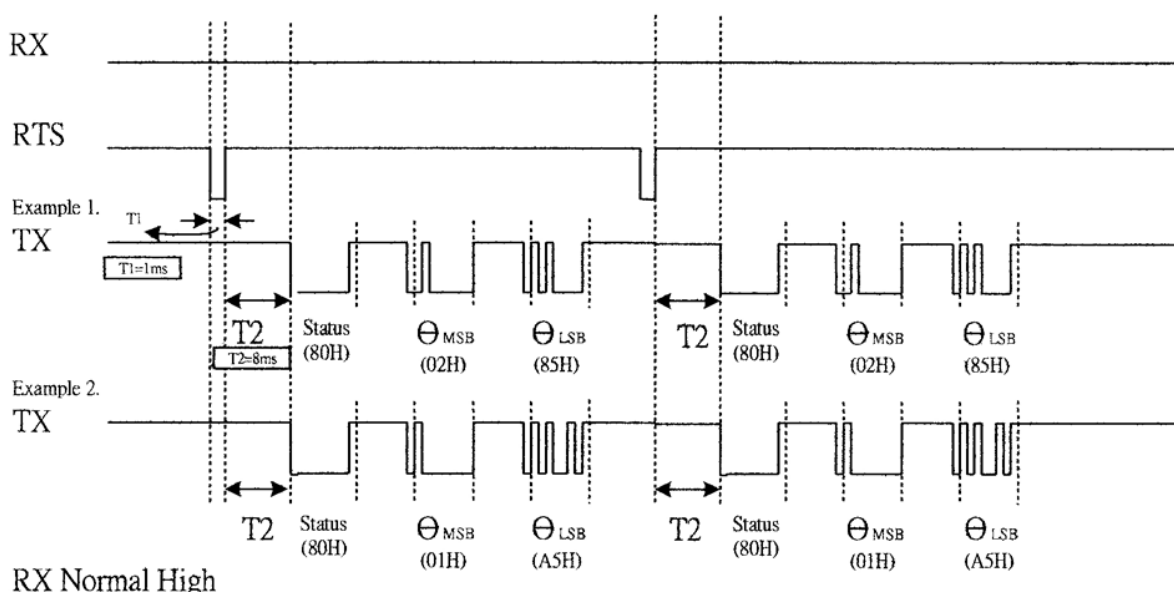 RX
RTS
Example 1.
T1
TX
T1=1ms
T2 Status ΘMSB ΘLSB T2 Status ΘMSB ΘLSB
(80H) (02H) (85H) (80H) (02H) (85H)
T2=8ms
Example 2.
TX
T2 Status ΘMSB ΘLSB T2 Status ΘMSB ΘLSB
(80H) (01H) (A5H) (80H) (01H) (A5H)
RX Normal High